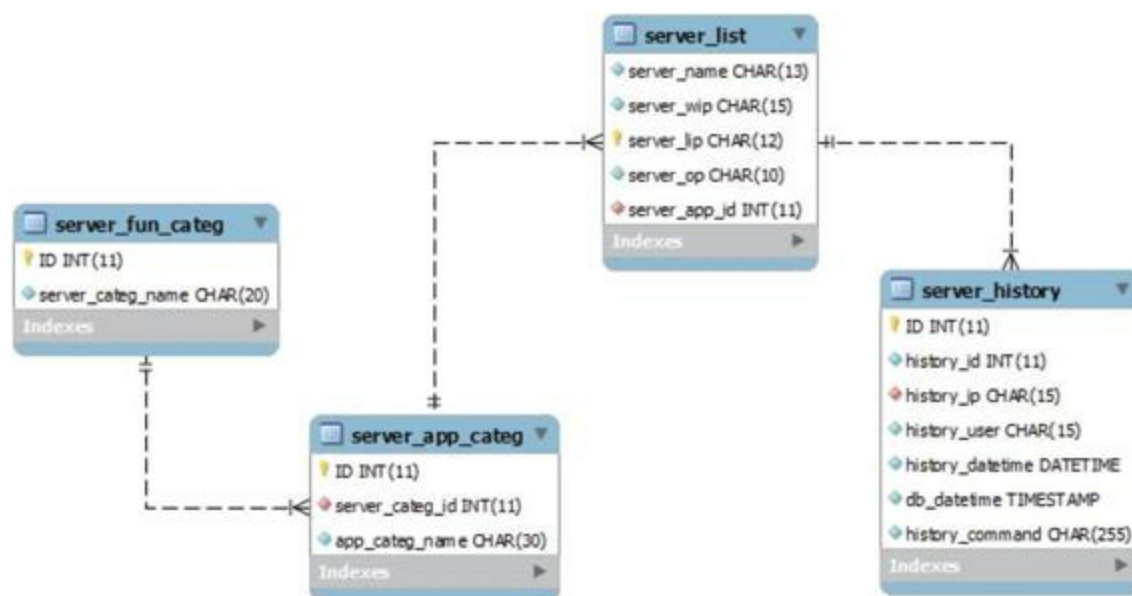 server_list
server_name CHAR(13)
server_wip CHAR(15)
server_lip CHAR(12)
server_op CHAR(10)
server_app_id INT(11)
Indexes
server_fun_categ
ID INT(11)
server_categ_name CHAR(20)
Indexes
server_app_categ
ID INT(11)
server_categ_id INT(11)
app_categ_name CHAR(30)
Indexes
server_history
ID INT(11)
history_id INT(11)
history_ip CHAR(15)
history_user CHAR(15)
history_datetime DATETIME
db_datetime TIMESTAMP
history_command CHAR(255)
Indexes